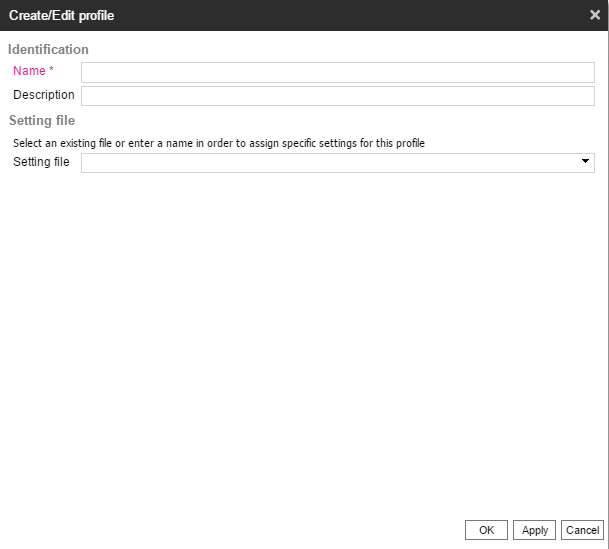 Create/Edit profile
Identification
Name *
Description
Setting file
Select an existing file or enter a name in order to assign specific settings for this profile
Setting file
OK Apply Cancel